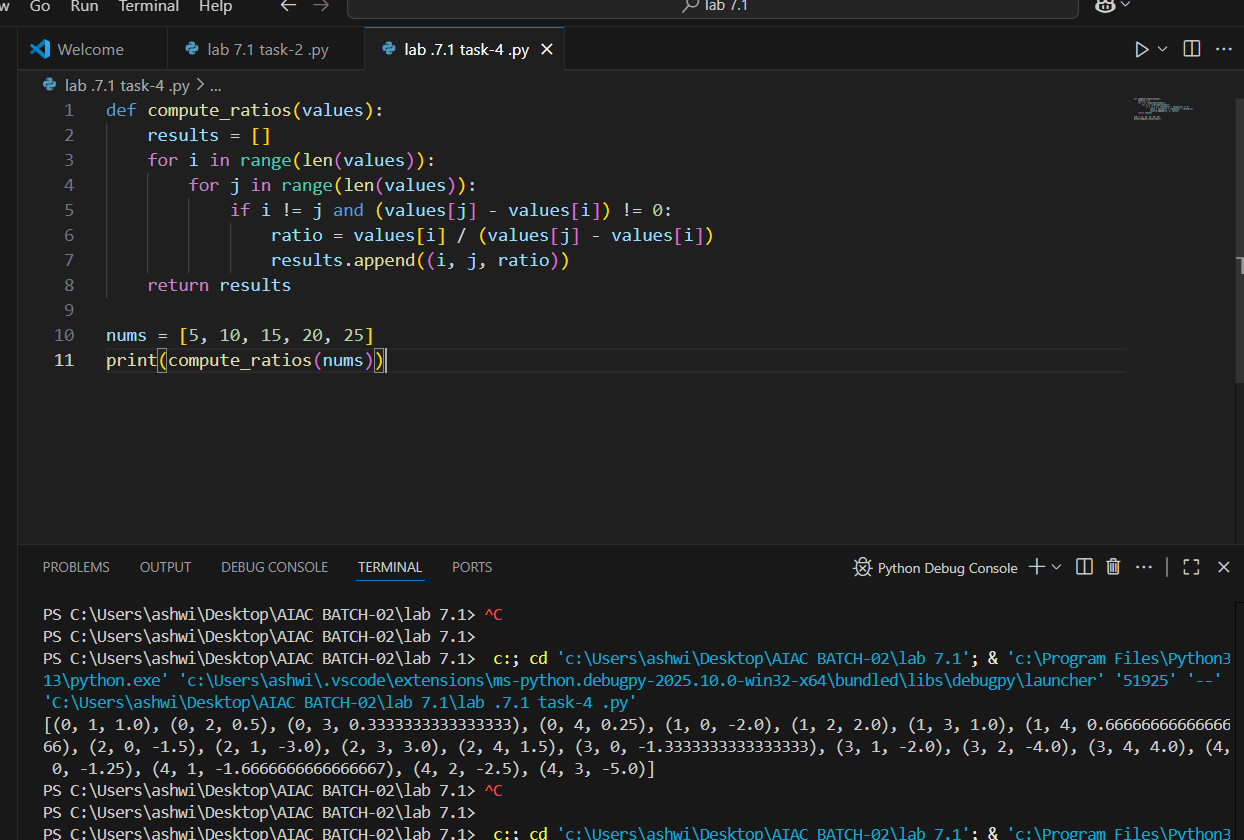 w Go Run Terminal Help lab 7.1
Welcome lab 7.1 task-2 .py lab .7.1 task-4 .py
lab .7.1 task-4 .py > ...
1 def compute_ratios(values):
2 results = []
3 for i in range(len(values)):
4 for j in range(len(values)):
5 if i != j and (values[j] - values[i]) != 0:
6 ratio = values[i] / (values[j] - values[i])
7 results.append((i, j, ratio))
8 return results
9
10 nums = [5, 10, 15, 20, 25]
11 print(compute_ratios(nums))
PROBLEMS OUTPUT DEBUG CONSOLE TERMINAL PORTS Python Debug Console
PS C:\Users\ashwi\Desktop\AIAC BATCH-02\lab 7.1> ^C
PS C:\Users\ashwi\Desktop\AIAC BATCH-02\lab 7.1>
PS C:\Users\ashwi\Desktop\AIAC BATCH-02\lab 7.1> c:; cd 'c:\Users\ashwi\Desktop\AIAC BATCH-02\lab 7.1'; & 'c:\Program Files\Python3
13\python.exe' 'c:\Users\ashwi\.vscode\extensions\ms-python.debugpy-2025.10.0-win32-x64\bundled\libs\debugpy\launcher' '51925' '--'
'C:\Users\ashwi\Desktop\AIAC BATCH-02\lab 7.1\lab .7.1 task-4 .py'
[(0, 1, 1.0), (0, 2, 0.5), (0, 3, 0.3333333333333333), (0, 4, 0.25), (1, 0, -2.0), (1, 2, 2.0), (1, 3, 1.0), (1, 4, 0.66666666666666
66), (2, 0, -1.5), (2, 1, -3.0), (2, 3, 3.0), (2, 4, 1.5), (3, 0, -1.3333333333333333), (3, 1, -2.0), (3, 2, -4.0), (3, 4, 4.0), (4,
0, -1.25), (4, 1, -1.6666666666666667), (4, 2, -2.5), (4, 3, -5.0)]
PS C:\Users\ashwi\Desktop\AIAC BATCH-02\lab 7.1> ^C
PS C:\Users\ashwi\Desktop\AIAC BATCH-02\lab 7.1>
PS C:\Users\ashwi\Desktop\AIAC BATCH-02\lab 7.1> c:; cd 'c:\Users\ashwi\Desktop\AIAC BATCH-02\lab 7.1'; & 'c:\Program Files\Python3